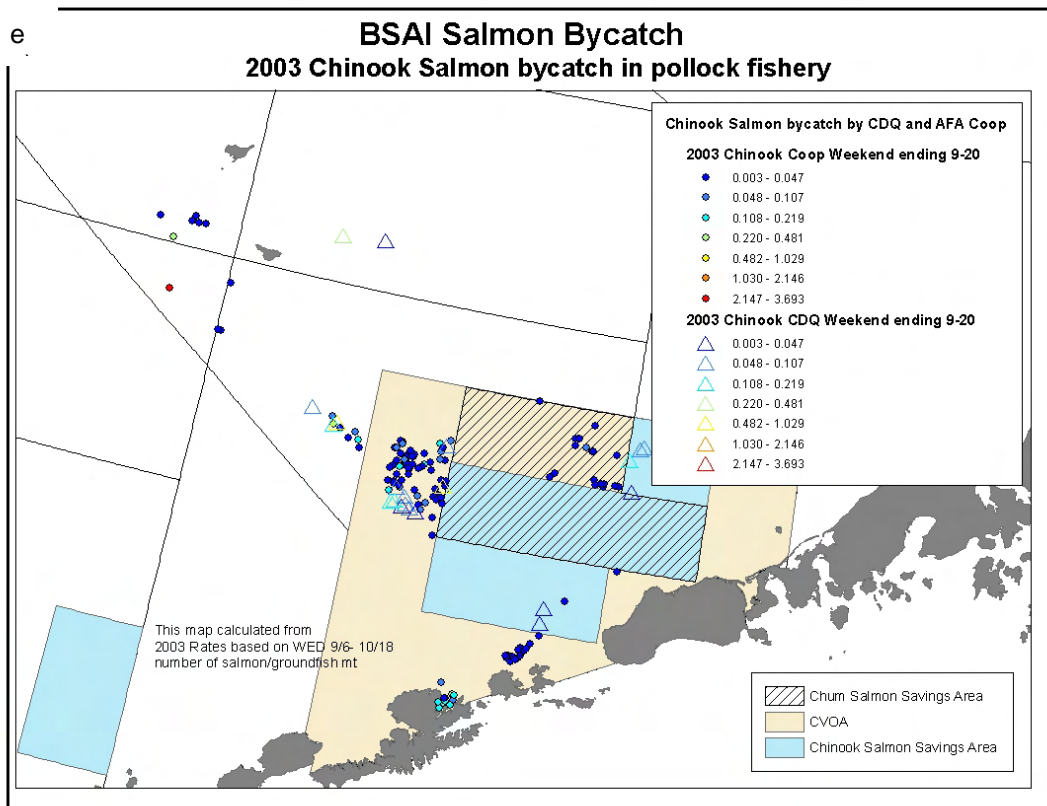 e
BSAI Salmon Bycatch
2003 Chinook Salmon bycatch in pollock fishery
Chinook Salmon bycatch by CDQ and AFA Coop
2003 Chinook Coop Weekend ending 9-20
0.003 - 0.047
0.048 - 0.107
0.108 - 0.219
0.220 - 0.481
0.482 - 1.029
1.030 - 2.146
2.147 - 3.693
2003 Chinook CDQ Weekend ending 9-20
0.003 - 0.047
0.048 - 0.107
0.108 - 0.219
0.220 - 0.481
0.482 - 1.029
1.030 - 2.146
2.147 - 3.693
This map calculated from
2003 Rates based on WED 9/6- 10/18
number of salmon/groundfish mt
Chum Salmon Savings Area
CVOA
Chinook Salmon Savings Area